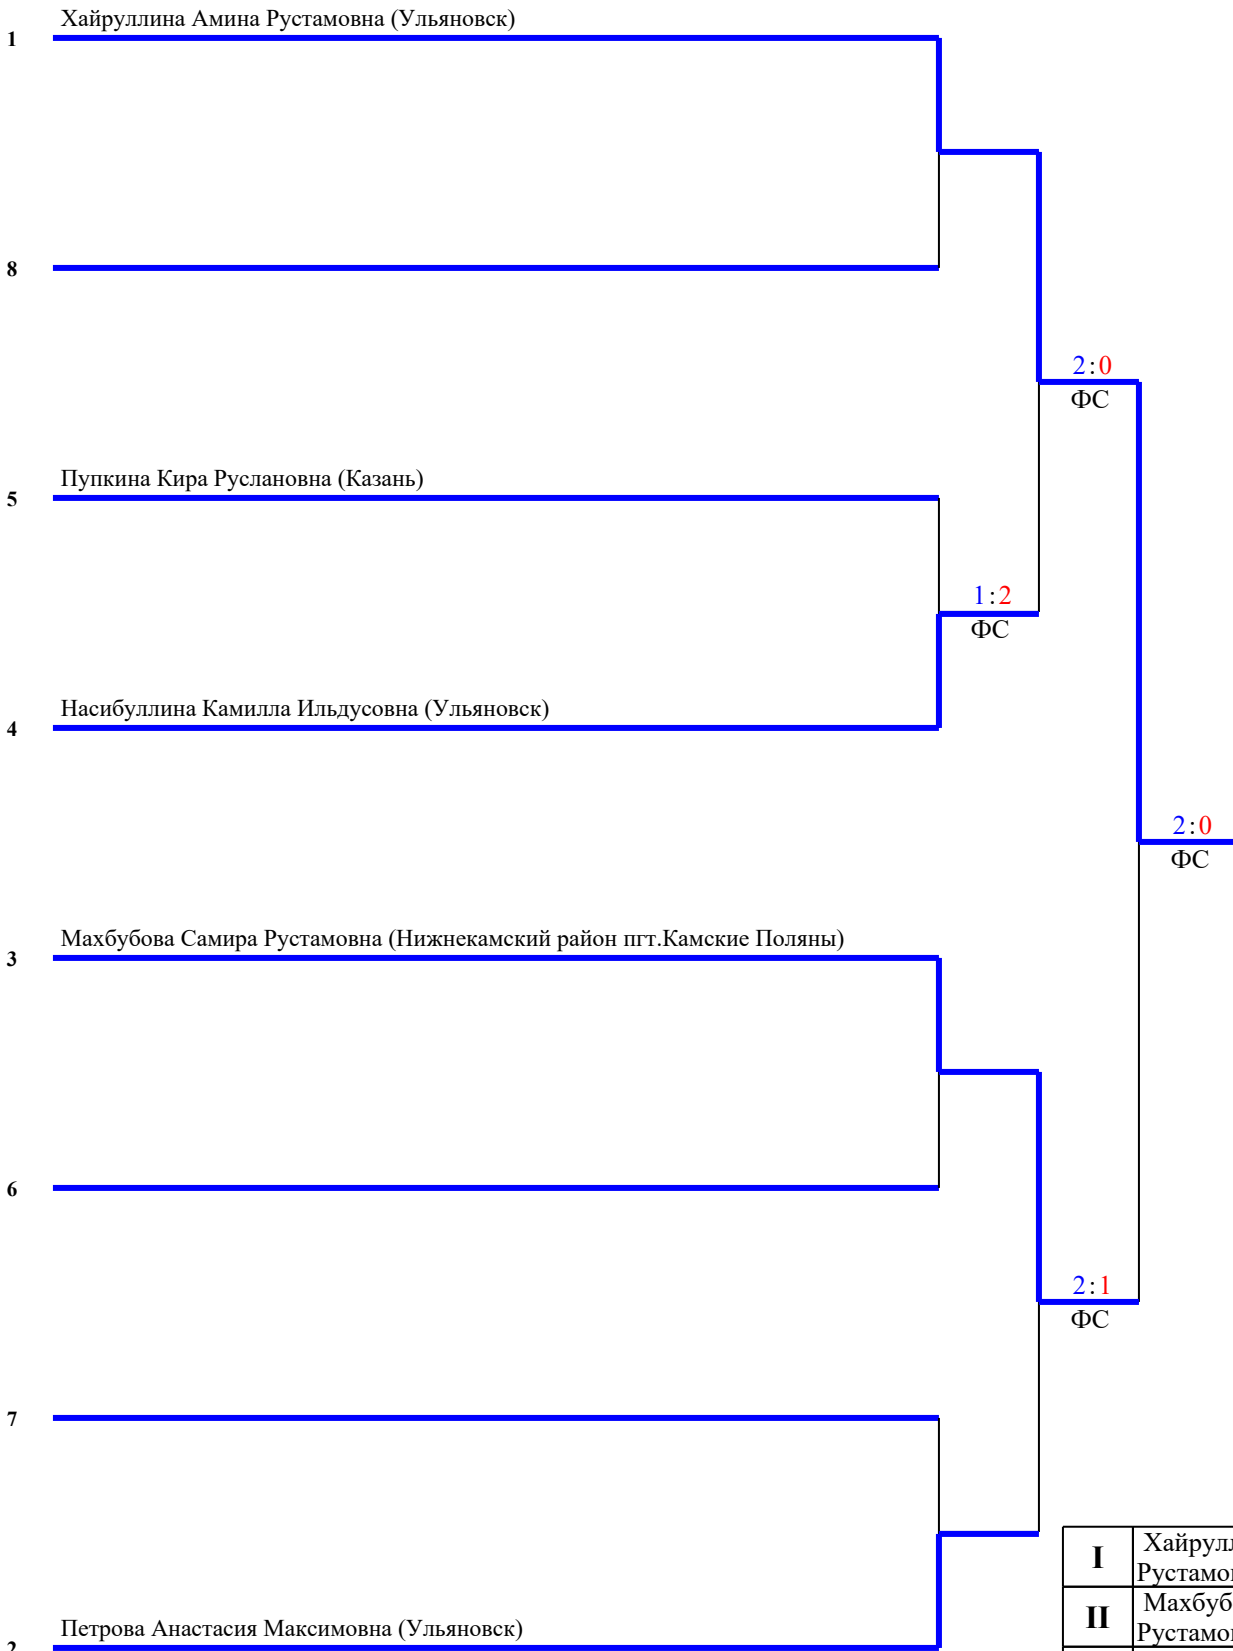 Хайруллина Амина Рустамовна (Ульяновск)
1
8
2:0
ФС
Пупкина Кира Руслановна (Казань)
5
1:2
ФС
Насибуллина Камилла Ильдусовна (Ульяновск)
4
2:0
ФС
Махбубова Самира Рустамовна (Нижнекамский район пгт.Камские Поляны)
3
6
2:1
ФС
7
I
II
Петрова Анастасия Максимовна (Ульяновск)
2